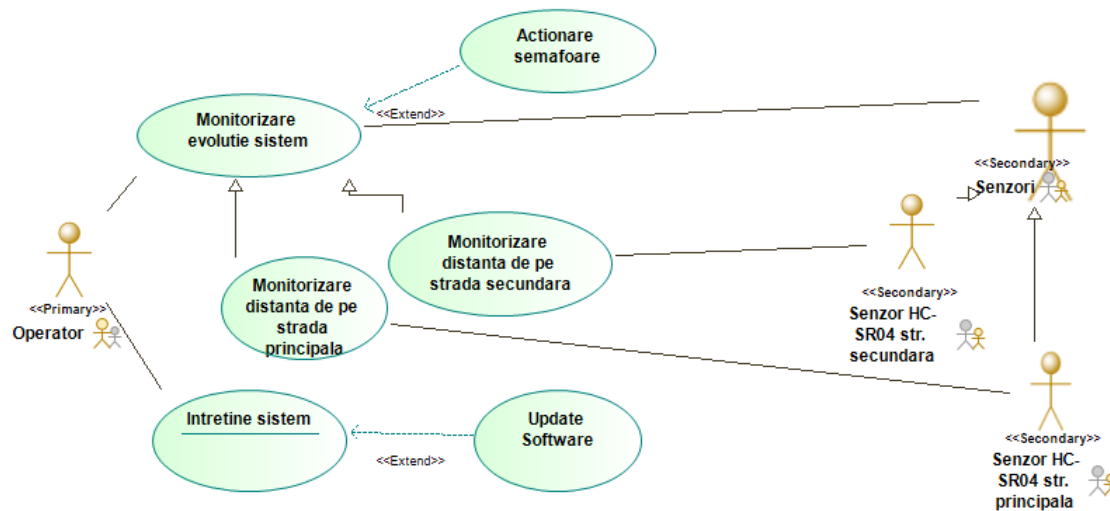 Actionare
semafoare
<<Extend>>
Monitorizare
evolutie sistem
<<Secondary>>
Senzori
Monitorizare
distanta de pe
strada secundara
<<Primary>>
Operator
Monitorizare
distanta de pe
strada
principala
<<Secondary>>
Senzor HC-
SR04 str.
secundara
Intretine sistem
<<Extend>>
Update
Software
<<Secondary>>
Senzor HC-
SR04 str.
principala